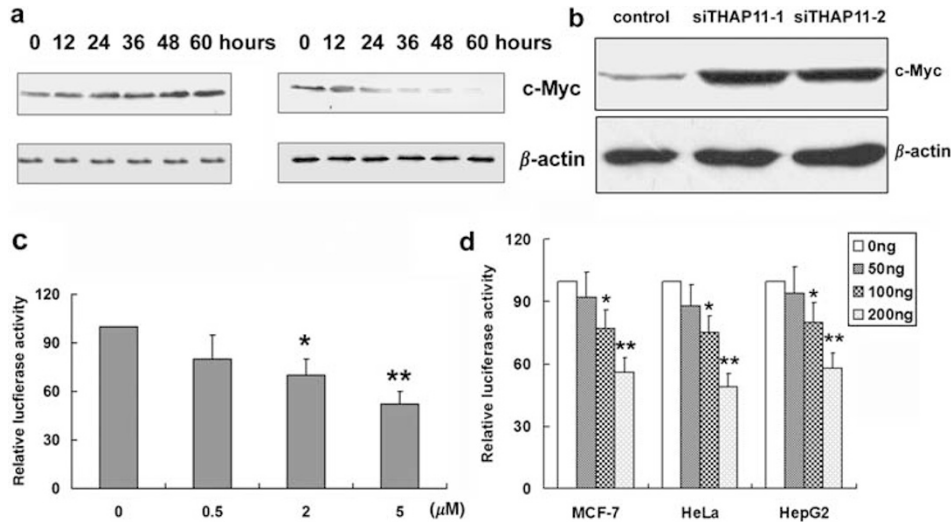 a
0 12 24 36 48 60 hours
0 12 24 36 48 60 hours
c-Myc
β-actin
b
control siTHAP11-1 siTHAP11-2
c-Myc
β-actin
c
Relative lucfierase activity
120
90
60
30
0
0 0.5 2 5 (μM)
*
**
d
Relative luciferase activity
120
90
60
30
0
* ** * ** * **
MCF-7 HeLa HepG2
0ng
50ng
100ng
200ng